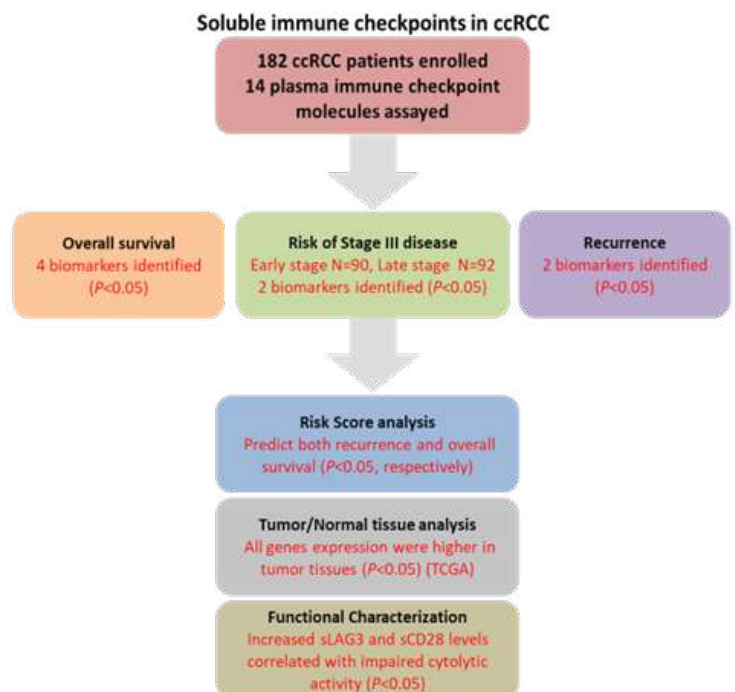 Soluble immune checkpoints in ccRCC
182 ccRCC patients enrolled
14 plasma immune checkpoint
molecules assayed
Overall survival
4 biomarkers identified
(P<0.05)
Risk of Stage III disease
Early stage N=90, Late stage N=92
2 biomarkers identified (P<0.05)
Recurrence
2 biomarkers identified
(P<0.05)
Risk Score analysis
Predict both recurrence and overall
survival (P<0.05, respectively)
Tumor/Normal tissue analysis
All genes expression were higher in
tumor tissues (P<0.05) (TCGA)
Functional Characterization
Increased sLAG3 and sCD28 levels
correlated with impaired cytolytic
activity (P<0.05)